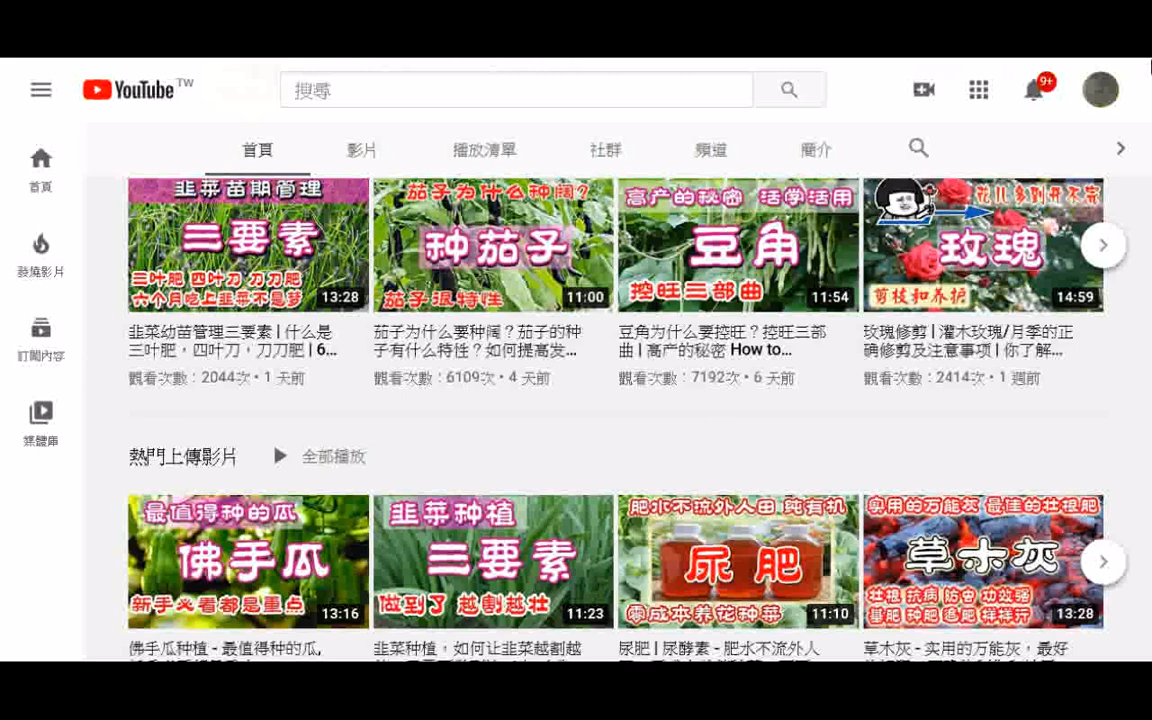 YouTube TW
搜尋
9+
首頁
影片
播放清單
社群
頻道
簡介
首頁
發燒影片
訂閱內容
媒體庫
韭菜苗期管理
三要素
三叶肥 四叶刀 刀刀肥
六个月吃上韭菜不是梦
13:28
茄子为什么种阔?
种茄子
茄子派特性
11:00
高产的秘密 活学活用
豆角
控旺三部曲
11:54
花儿多到开不完
玫瑰
剪枝和养护
14:59
韭菜幼苗管理三要素 | 什么是
三叶肥,四叶刀,刀刀肥 | 6...
觀看次數:2044次 • 1 天前
茄子为什么要种阔?茄子的种
子有什么特性?如何提高发...
觀看次數:6109次 • 4 天前
豆角为什么要控旺?控旺三部
曲 | 高产的秘密 How to...
觀看次數:7192次 • 6 天前
玫瑰修剪 | 灌木玫瑰/月季的正
确修剪及注意事项 | 你了解...
觀看次數:2414次 • 1 週前
熱門上傳影片
全部播放
最值得种的瓜
佛手瓜
新手必看都是重点
13:16
韭菜种植
三要素
做到了 越割越壮
11:23
肥水不流外人田 纯有机
尿肥
零成本养花种菜
11:10
实用的万能灰 最佳的壮根肥
草木灰
壮根 抗病 防虫 功效强
基肥 种肥 追肥 样样行
13:28
佛手瓜种植 - 最值得种的瓜,
韭菜种植,如何让韭菜越割越
尿肥 | 尿酵素 - 肥水不流外人
草木灰 - 实用的万能灰,最好